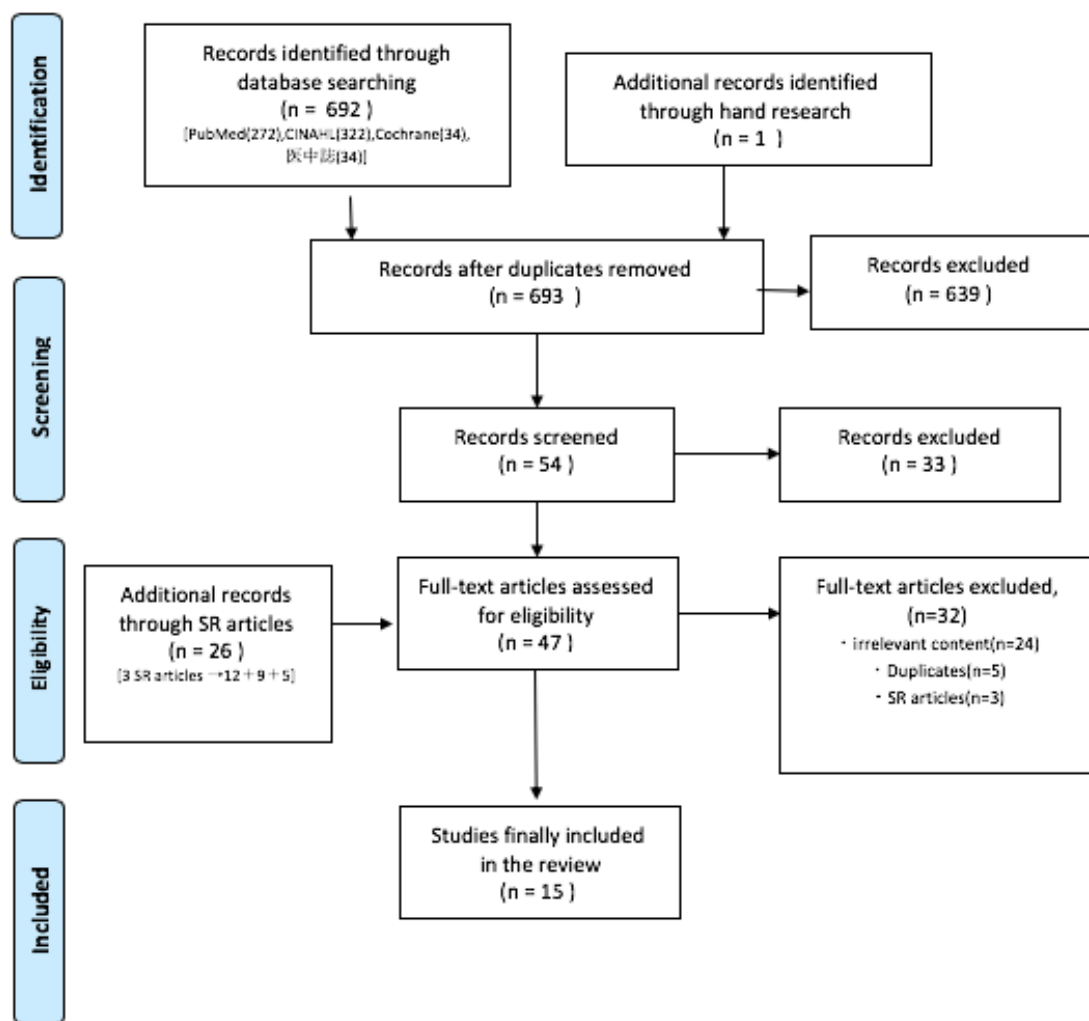 Identification
Records identified through
database searching
(n = 692 )
[PubMed(272),CINAHL(322),Cochrane(34),
医中誌(34)]
Additional records identified
through hand research
(n = 1 )
Records after duplicates removed
(n = 693 )
Records excluded
(n = 639 )
Screening
Records screened
(n = 54 )
Records excluded
(n = 33 )
Eligibility
Additional records
through SR articles
(n = 26 )
[3 SR articles →12＋9＋5]
Full-text articles assessed
for eligibility
(n = 47 )
Full-text articles excluded,
(n=32)
・irrelevant content(n=24)
・Duplicates(n=5)
・SR articles(n=3)
Included
Studies finally included
in the review
(n = 15 )